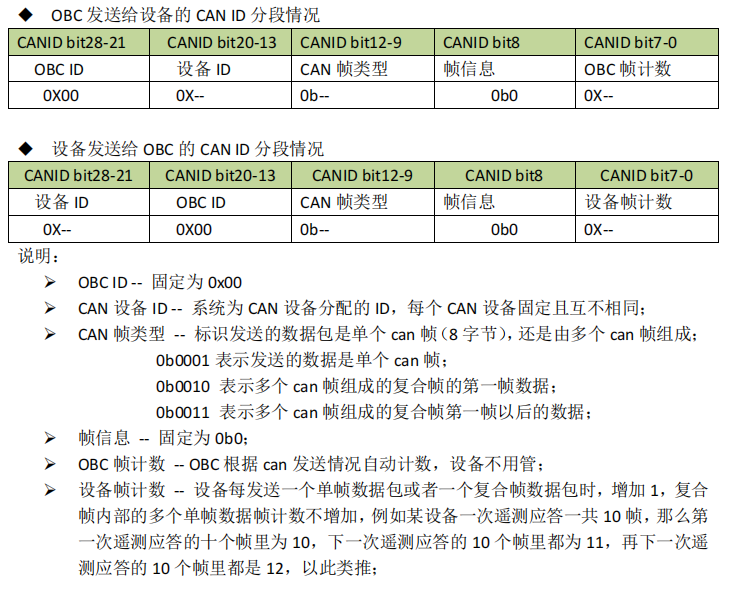 ◆ OBC 发送给设备的 CAN ID 分段情况
CANID bit28-21 CANID bit20-13 CANID bit12-9 CANID bit8 CANID bit7-0
OBC ID 设备 ID CAN 帧类型 帧信息 OBC 帧计数
0X00 0X-- 0b-- 0b0 0X--
◆ 设备发送给 OBC 的 CAN ID 分段情况
CANID bit28-21 CANID bit20-13 CANID bit12-9 CANID bit8 CANID bit7-0
设备 ID OBC ID CAN 帧类型 帧信息 设备帧计数
0X-- 0X00 0b-- 0b0 0X--
说明：
➢ OBC ID -- 固定为 0x00
➢ CAN 设备 ID -- 系统为 CAN 设备分配的 ID，每个 CAN 设备固定且互不相同；
➢ CAN 帧类型 -- 标识发送的数据包是单个 can 帧（8 字节），还是由多个 can 帧组成；
0b0001 表示发送的数据是单个 can 帧；
0b0010 表示多个 can 帧组成的复合帧的第一帧数据；
0b0011 表示多个 can 帧组成的复合帧第一帧以后的数据；
➢ 帧信息 -- 固定为 0b0；
➢ OBC 帧计数 -- OBC 根据 can 发送情况自动计数，设备不用管；
➢ 设备帧计数 -- 设备每发送一个单帧数据包或者一个复合帧数据包时，增加 1，复合
帧内部的多个单帧数据帧计数不增加，例如某设备一次遥测应答一共 10 帧，那么第
一次遥测应答的十个帧里为 10，下一次遥测应答的 10 个帧里都为 11，再下一次遥
测应答的 10 个帧里都是 12，以此类推；